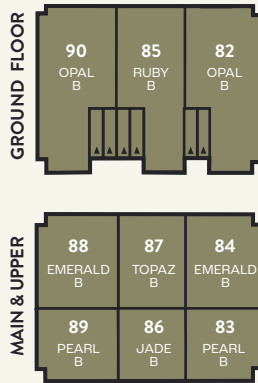 GROUND FLOOR
90 85 82
OPAL RUBY OPAL
B B B
MAIN & UPPER
88 87 84
EMERALD TOPAZ EMERALD
B B B
89 86 83
PEARL JADE PEARL
B B B